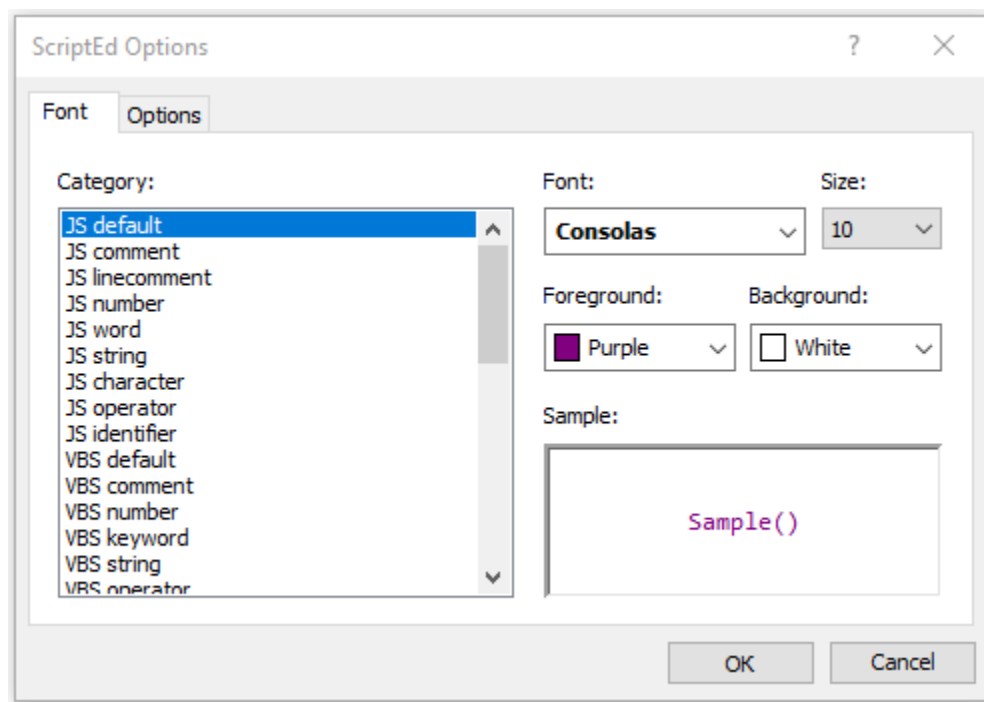 ScriptEd Options
Font
Options
Category:
JS default
JS comment
JS linecomment
JS number
JS word
JS string
JS character
JS operator
JS identifier
VBS default
VBS comment
VBS number
VBS keyword
VBS string
VBS operator
Font:
Size:
Consolas
10
Foreground:
Background:
Purple
White
Sample:
Sample()
OK
Cancel